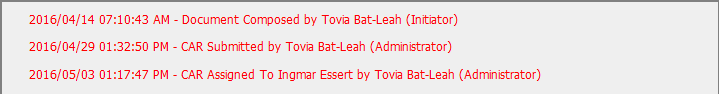 2016/04/14 07:10:43 AM - Document Composed by Tovia Bat-Leah (Initiator)
2016/04/29 01:32:50 PM - CAR Submitted by Tovia Bat-Leah (Administrator)
2016/05/03 01:17:47 PM - CAR Assigned To Ingmar Essert by Tovia Bat-Leah (Administrator)